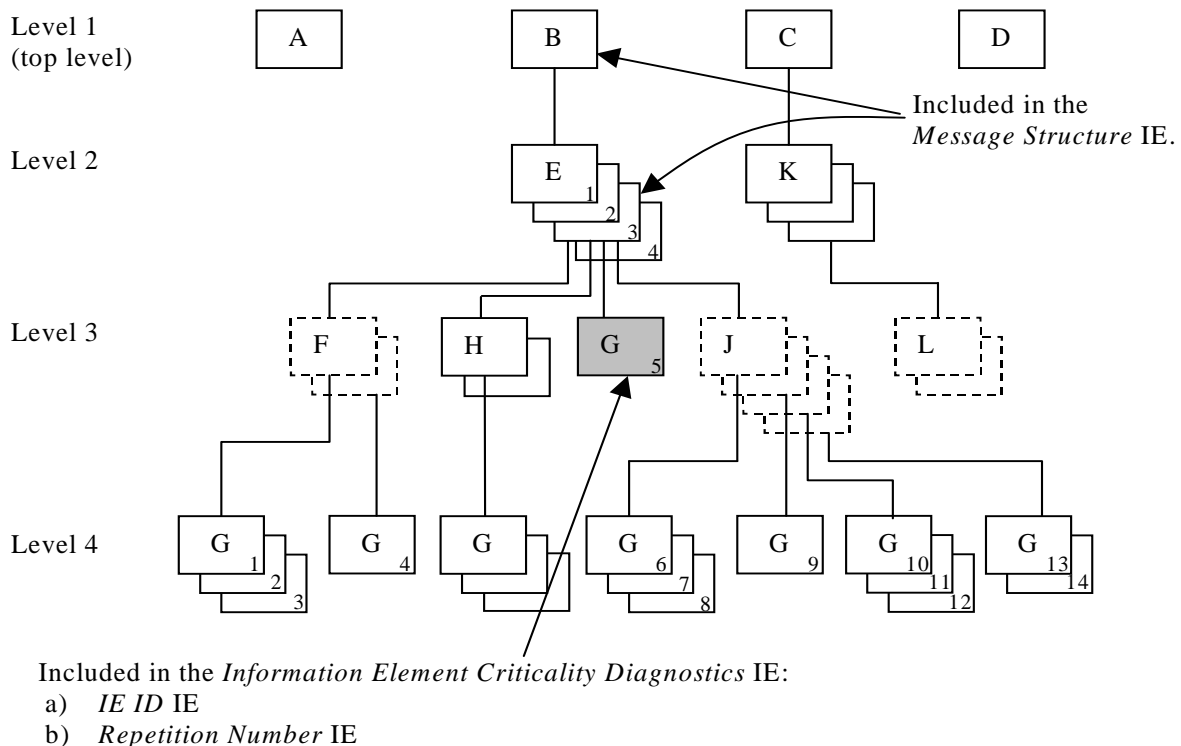 Level 1
(top level)
A
B
C
D
Included in the
Message Structure IE.
Level 2
E
1
2
3
4
K
Level 3
F
H
G
5
J
L
Level 4
G
1
2
3
G
4
G
G
6
7
8
G
9
G
10
11
12
G
13
14
Included in the Information Element Criticality Diagnostics IE:
a) IE ID IE
b) Repetition Number IE